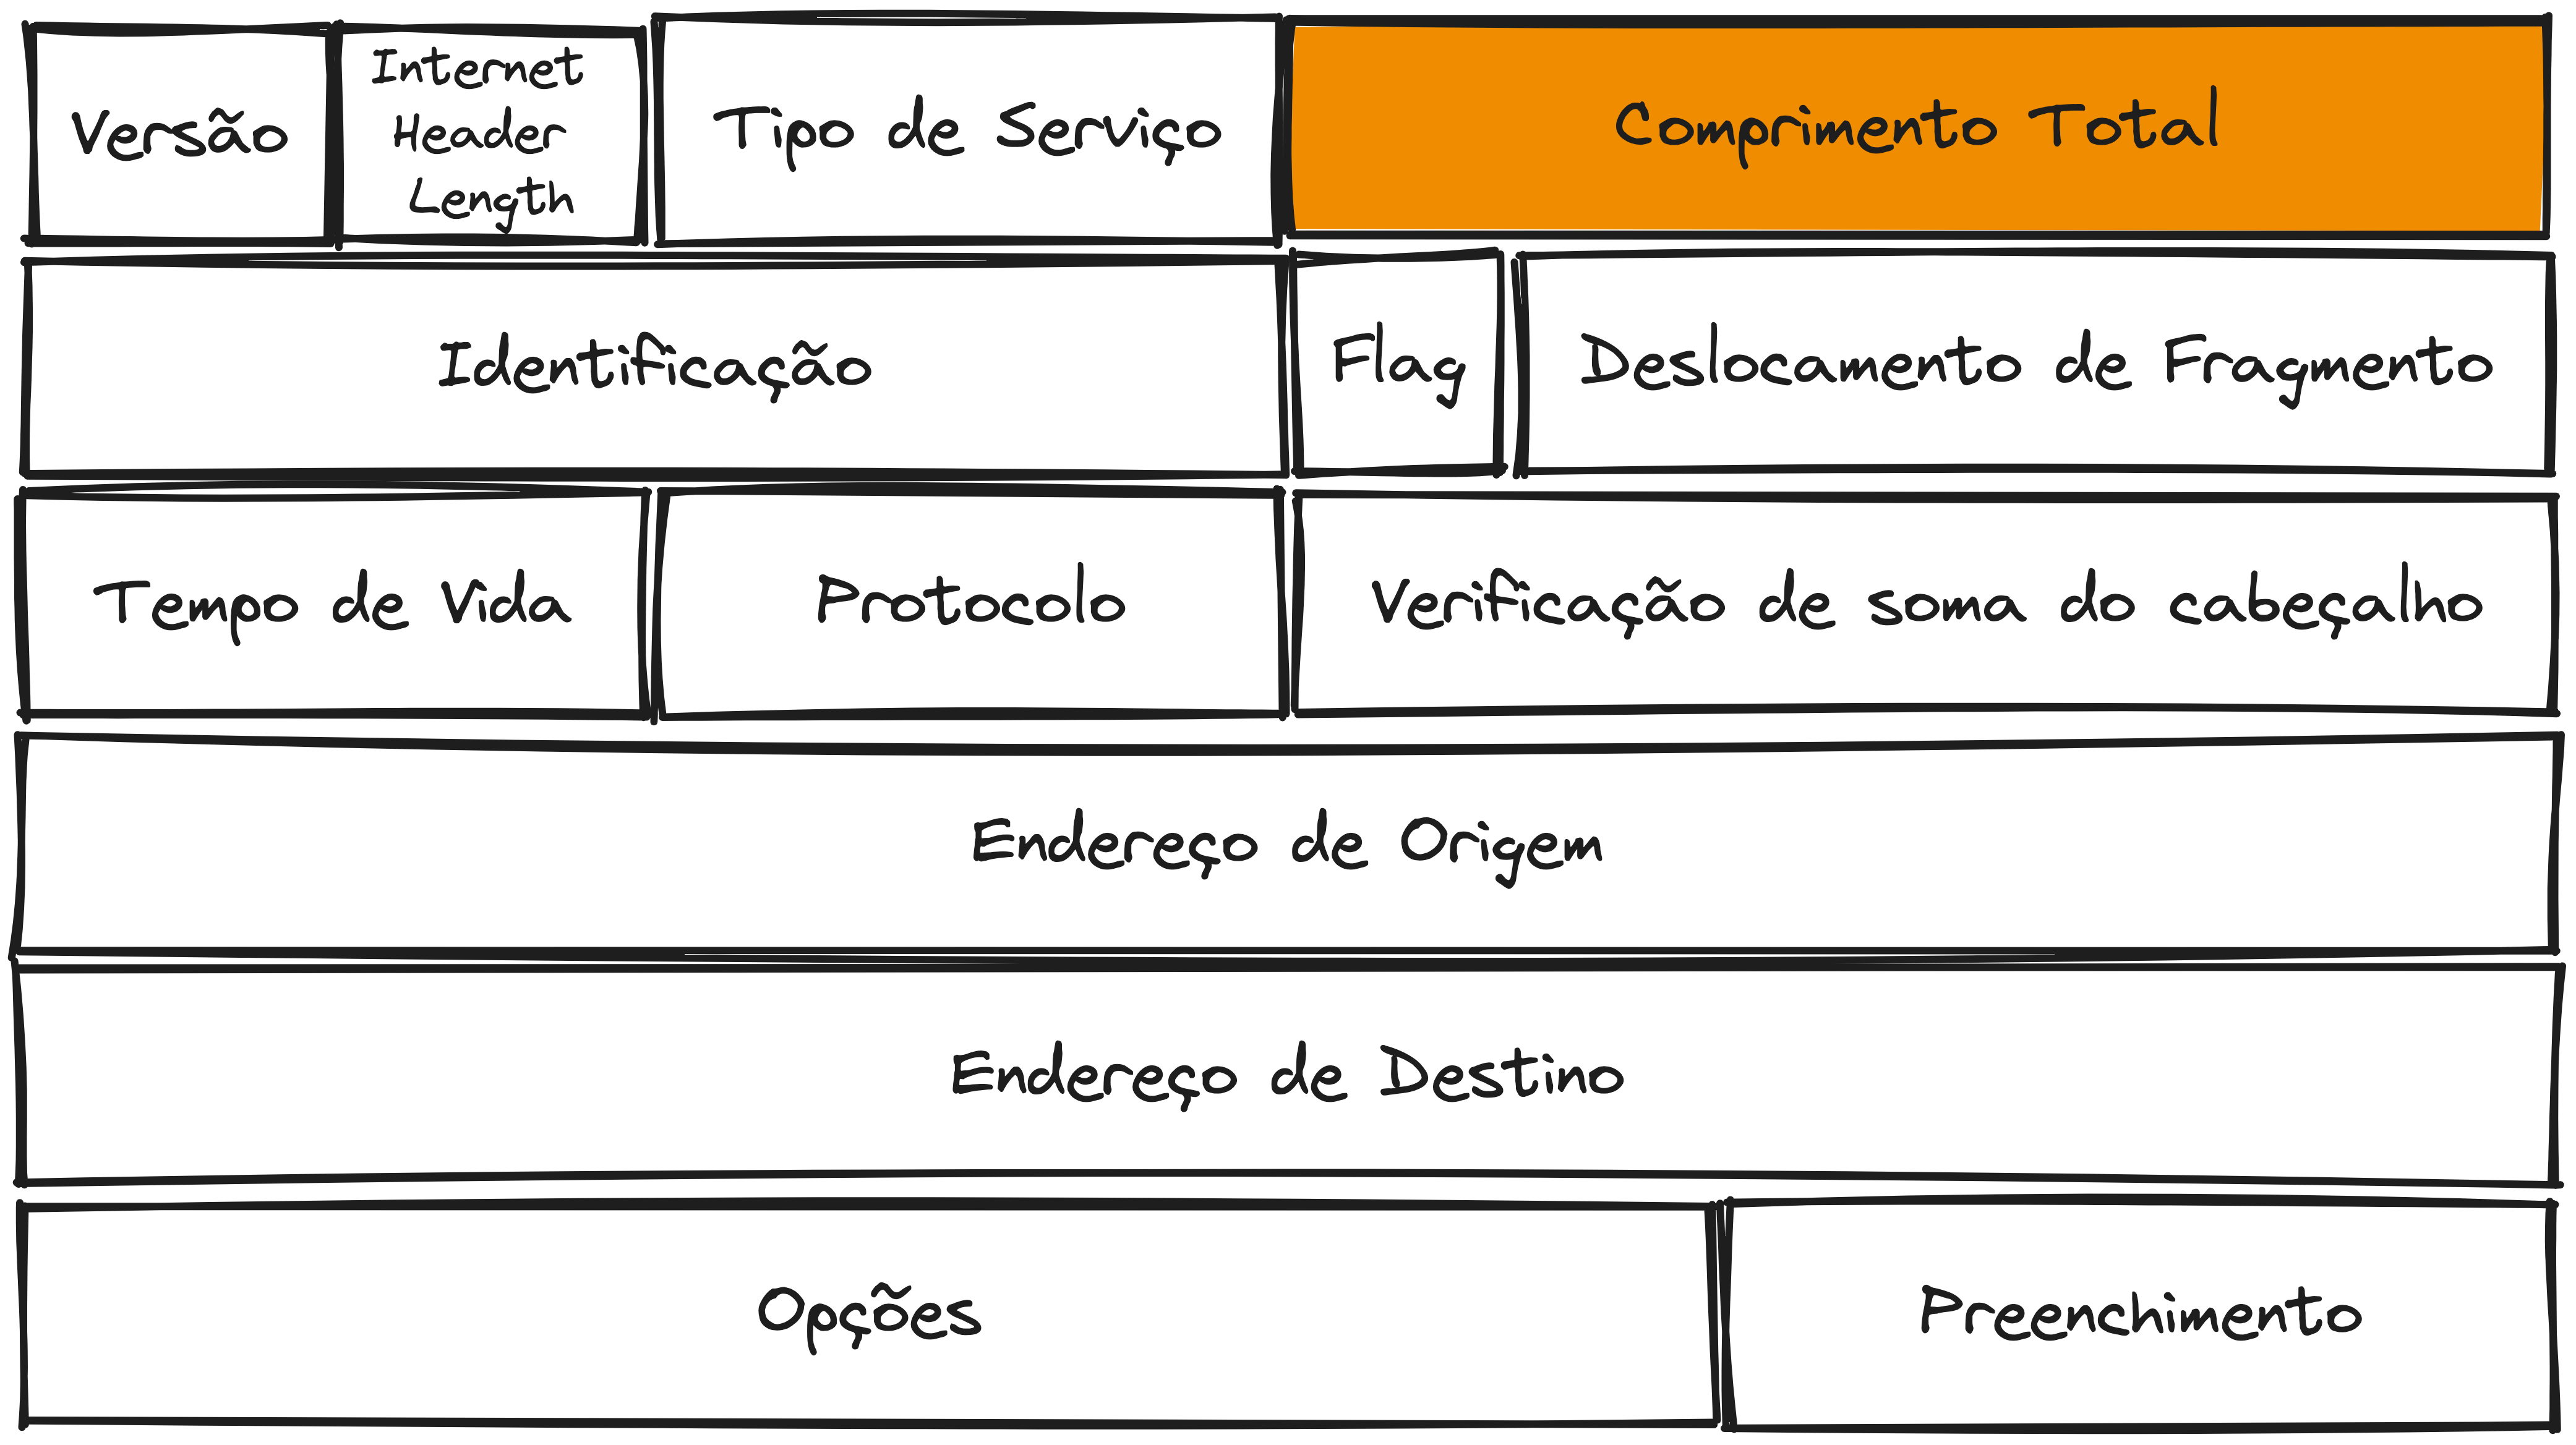 Versão
Internet
Header
Length
Tipo de Serviço
Comprimento Total
Identificação
Flag
Deslocamento de Fragmento
Tempo de Vida
Protocolo
Verificação de soma do cabeçalho
Endereço de Origem
Endereço de Destino
Opções
Preenchimento